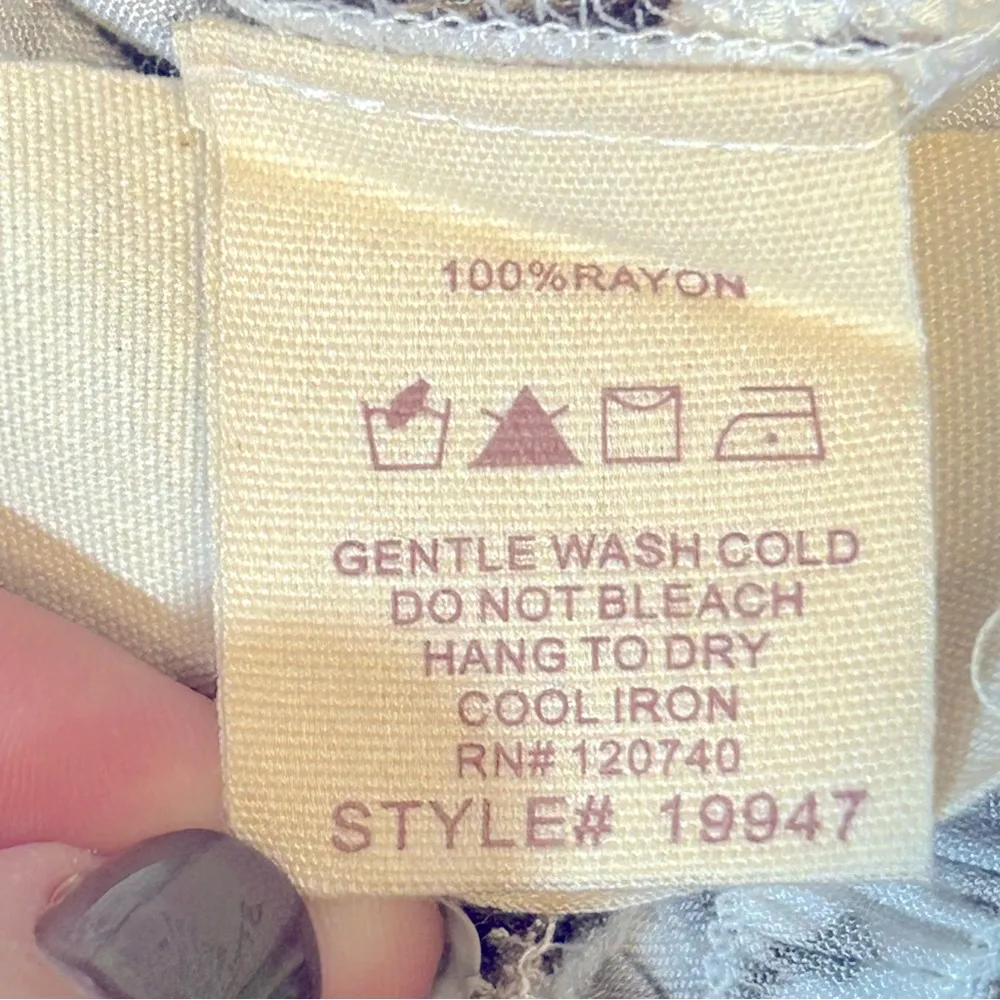 100%RAYON
GENTLE WASH COLD
DO NOT BLEACH
HANG TO DRY
COOL IRON
RN# 120740
STYLE# 19947